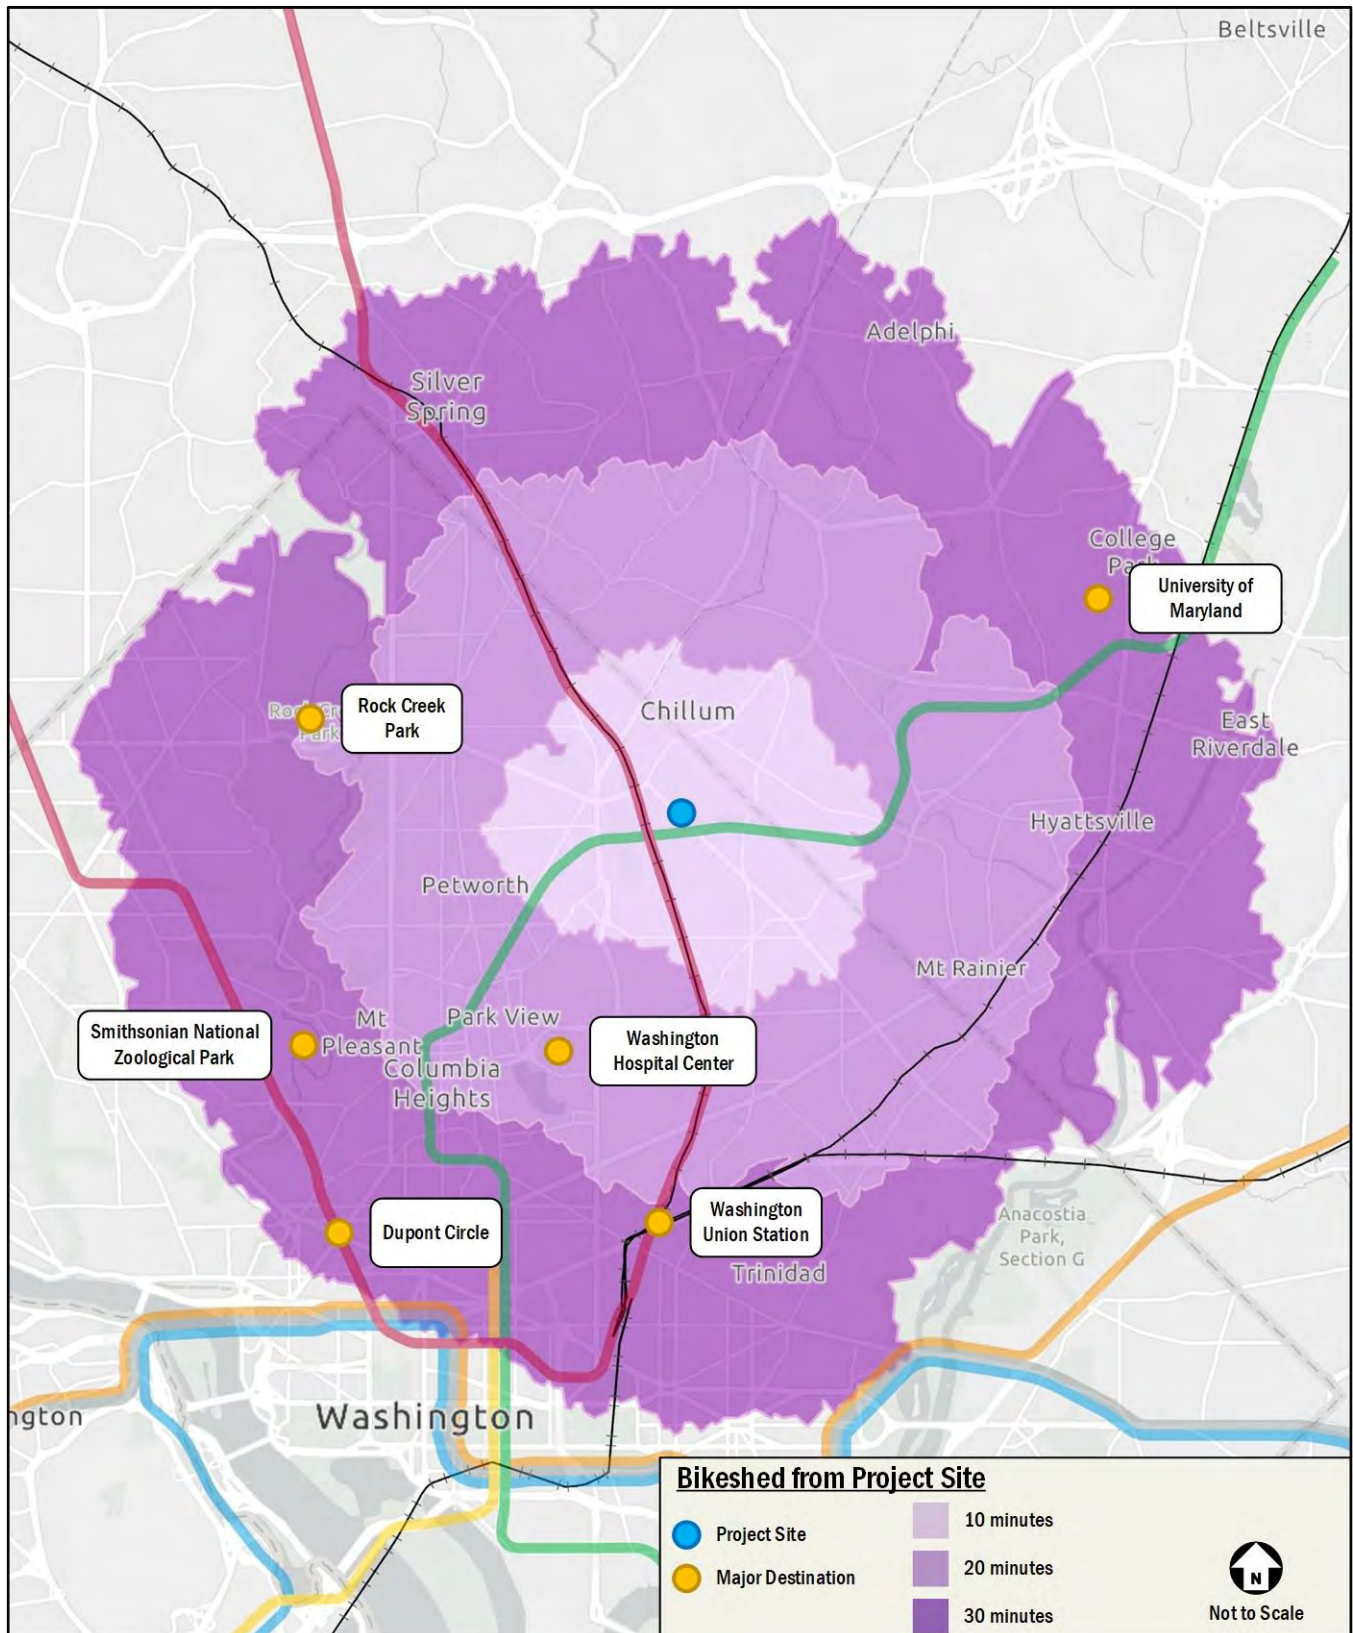 Beltsville
Adelphi
Silver
Spring
College
Park
University of
Maryland
Rock Creek
Park
Rock Cr
Park
Chillum
East
Riverdale
Hyattsville
Petworth
Mt Rainier
Smithsonian National
Zoological Park
Mt
Pleasant
Park View
Columbia
Heights
Washington
Hospital Center
Dupont Circle
Washington
Union Station
Trinidad
Anacostia
Park,
Section G
ngton
Washington
Bikeshed from Project Site
Project Site
Major Destination
10 minutes
20 minutes
30 minutes
N
Not to Scale